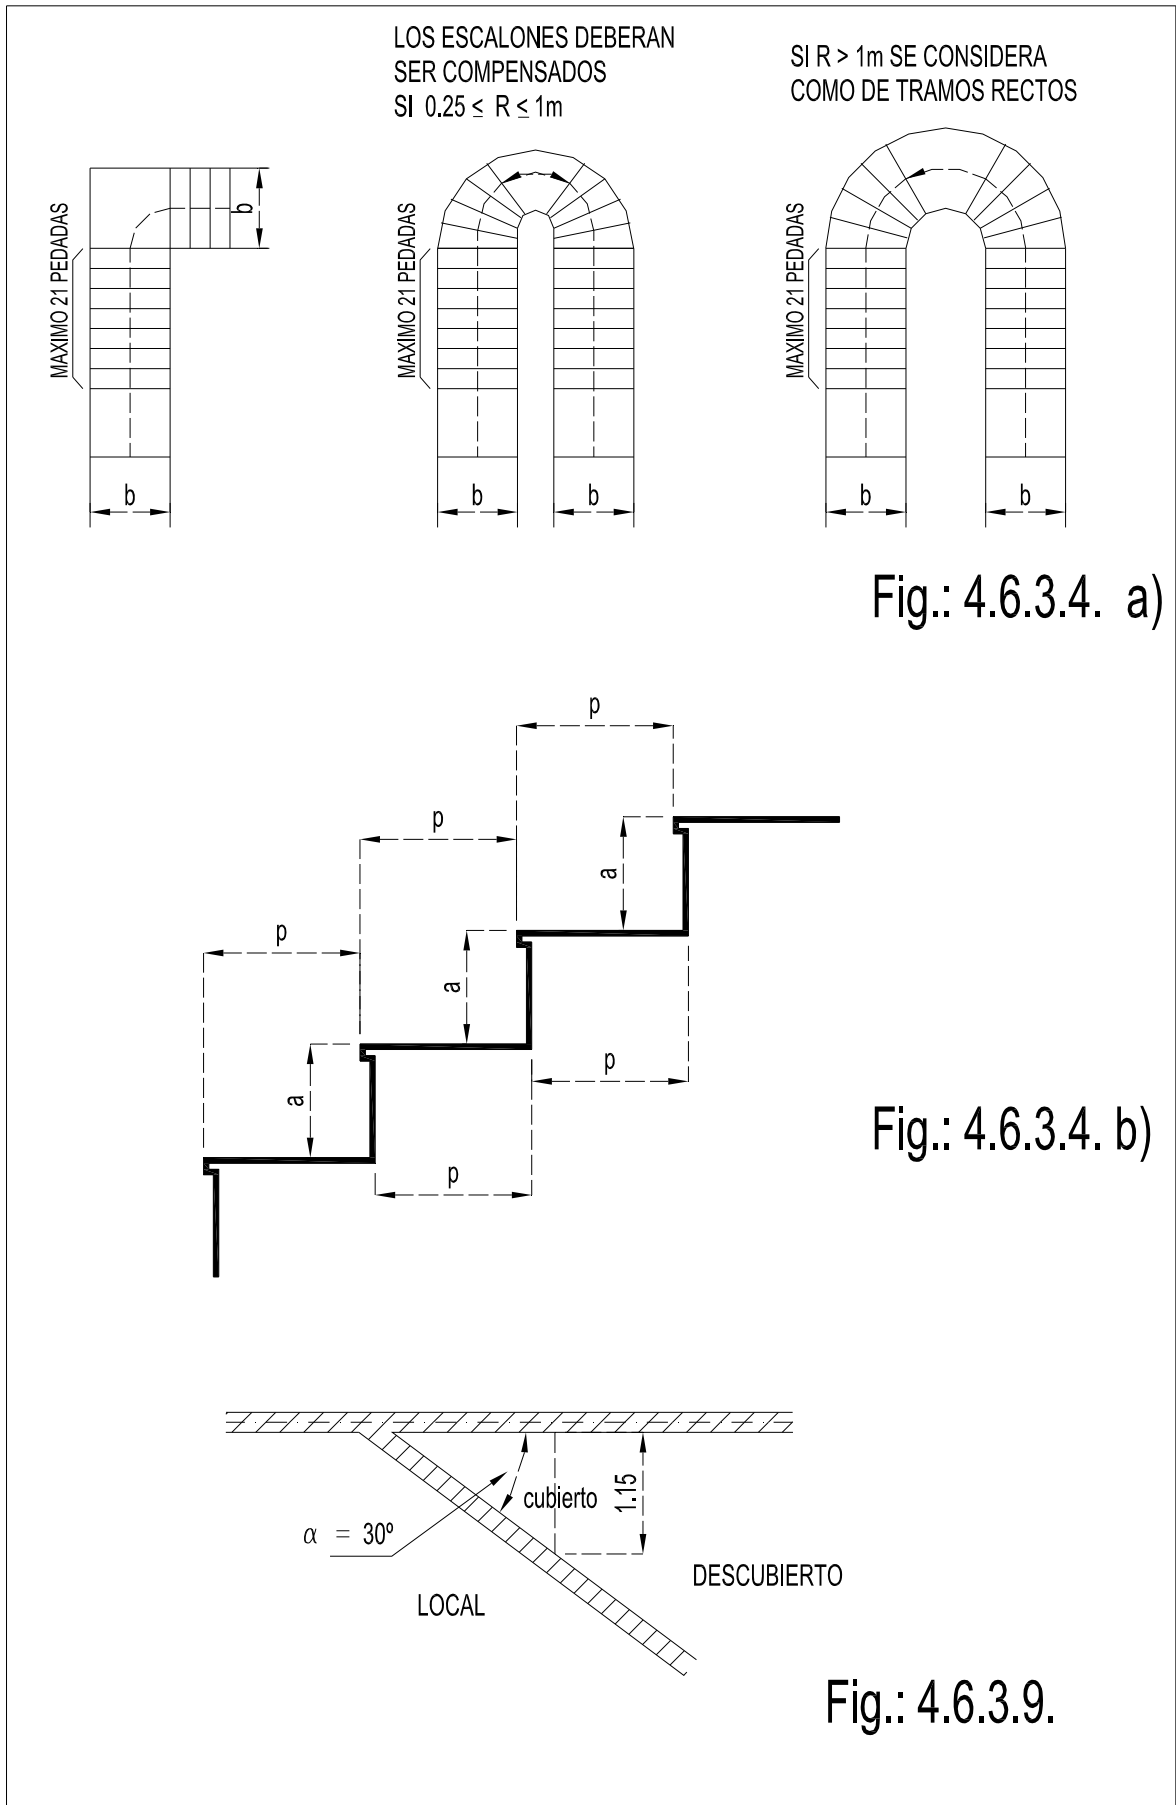 LOS ESCALONES DEBERAN
SER COMPENSADOS
SI 0.25 ≤ R ≤ 1m
SI R > 1m SE CONSIDERA
COMO DE TRAMOS RECTOS
MAXIMO 21 PEDADAS
b
b
MAXIMO 21 PEDADAS
b
b
MAXIMO 21 PEDADAS
b
b
Fig.: 4.6.3.4. a)
p
p
a
p
a
p
a
p
Fig.: 4.6.3.4. b)
cubierto
1.15
α = 30º
DESCUBIERTO
LOCAL
Fig.: 4.6.3.9.